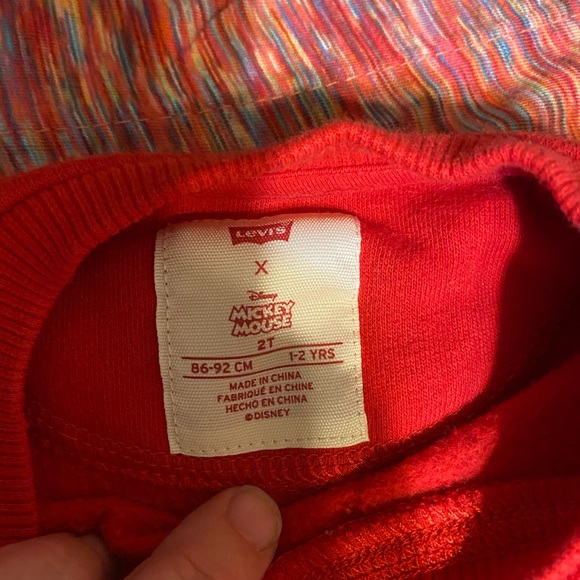 Levi's
X
Disney
MICKEY
MOUSE
2T
86-92 CM 1-2 YRS
MADE IN CHINA
FABRIQUÉ EN CHINE
HECHO EN CHINA
©DISNEY